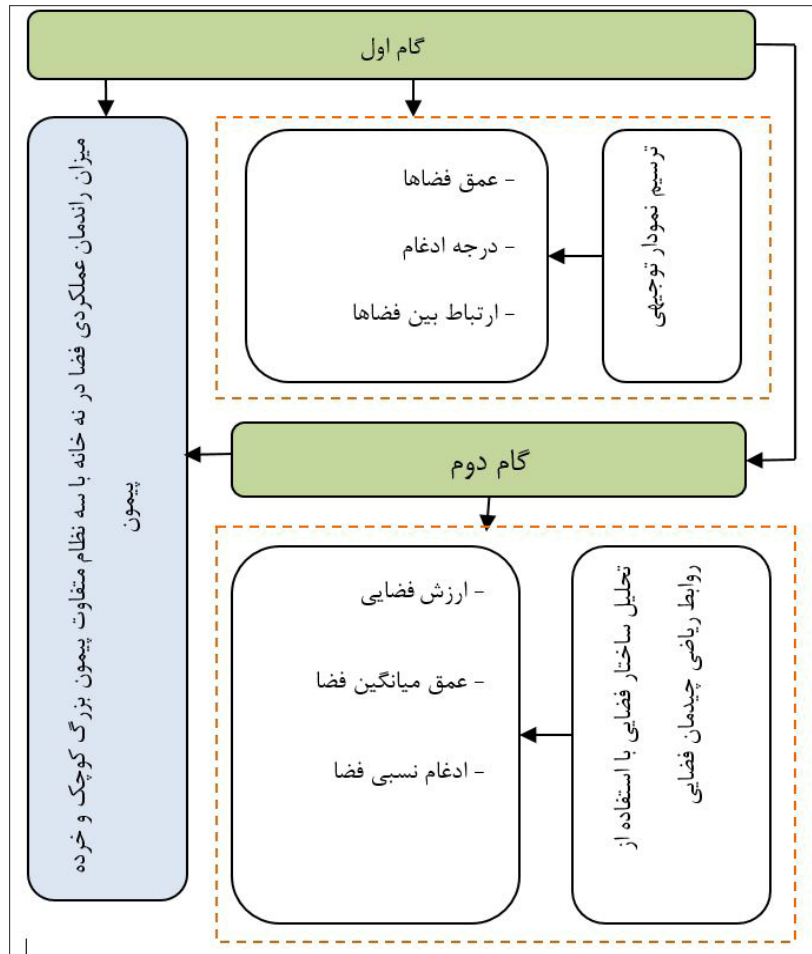 گام اول
ترسیم نمودار توجیهی
- عمق فضاها
- درجه ادغام
- ارتباط بین فضاها
میزان راندمان عملکردی فضا در نه خانه با سه نظام متفاوت پیمون بزرگ کوچک و خرده
پیمون
گام دوم
تحلیل ساختار فضایی با استفاده از
روابط ریاضی چیدمان فضایی
- ارزش فضایی
- عمق میانگین فضا
- ادغام نسبی فضا